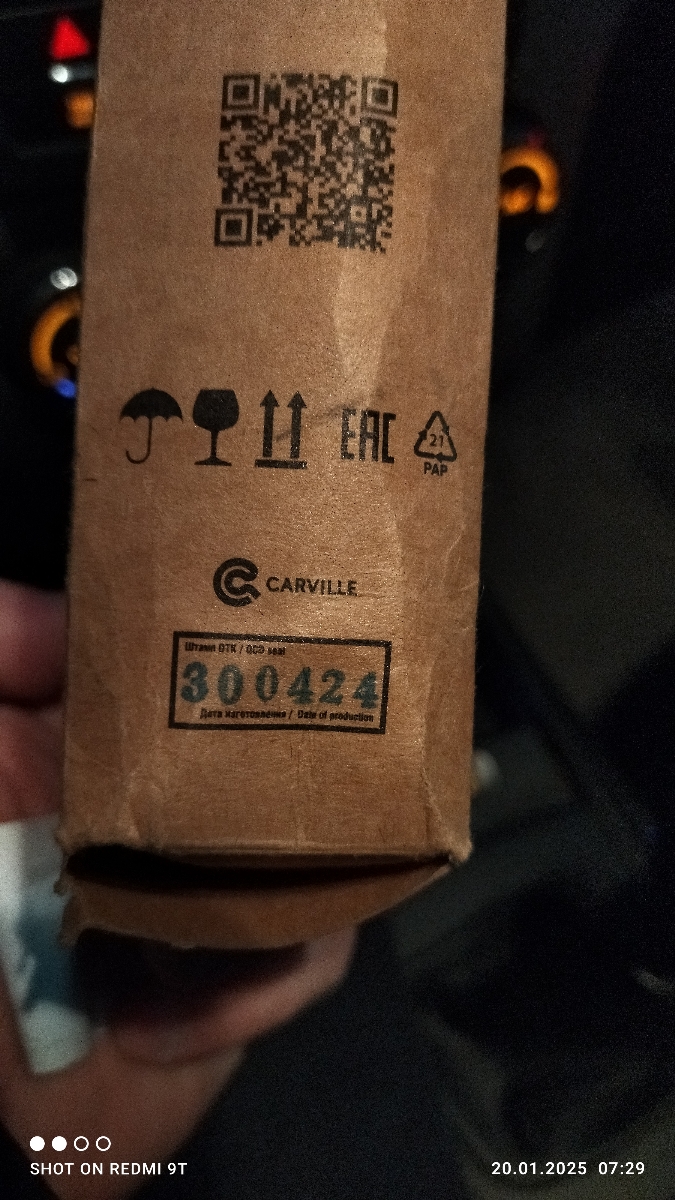 EAC
21
PAP
CARVILLE
Штамп ОТК / QCD seal
300424
Дата изготовления / Date of production
SHOT ON REDMI 9T
20.01.2025 07:29